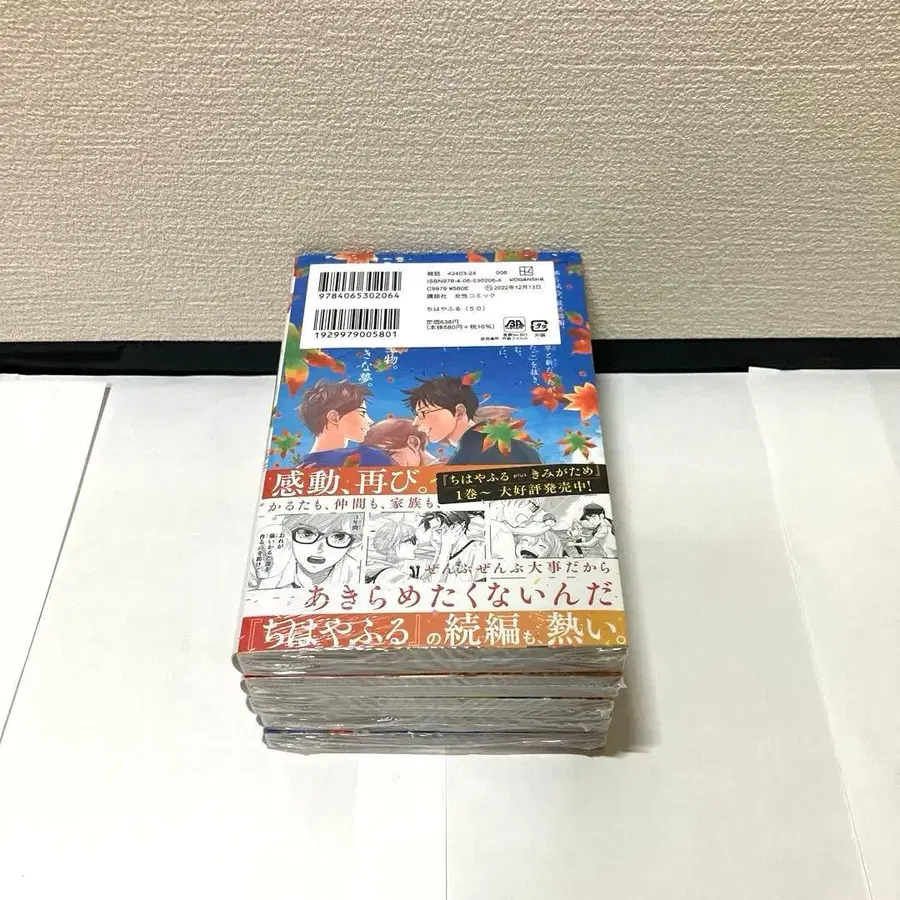 雑誌 42403-24 006
ISBN978-4-06-530206-4
C9979 ¥580E 2022年12月13日
講談社 女性コミック
KODANSHA
9784065302064
ちはやふる(50)
定価638円
(本体580円+税10%)
1929979005801
外装
感動、再び。
『ちはやふる plus きみがため』
1巻〜 大好評発売中!
かるたも、仲間も、家族も、
ぜんぶぜんぶ大事だから
あきらめたくないんだ
『ちはやふる』の続編も、熱い。